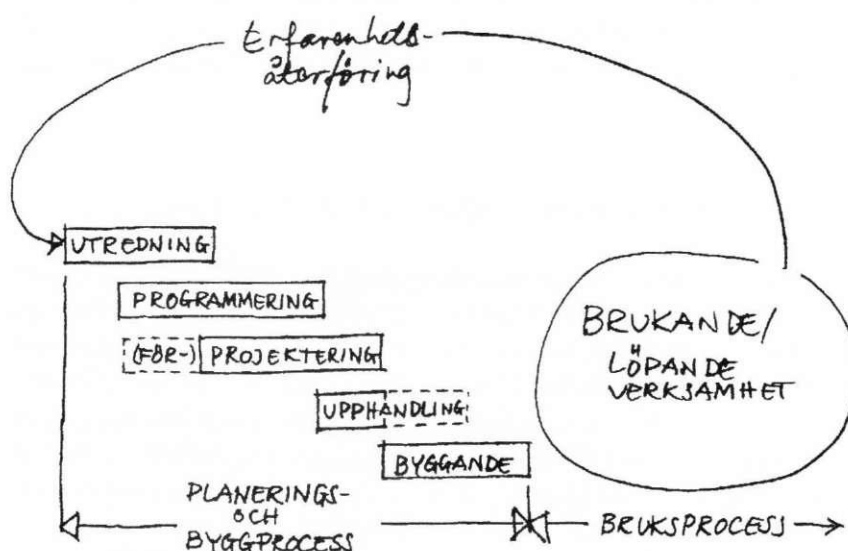 Erfarenhets-
återföring
UTREDNING
PROGRAMMERING
(FÖR-) PROJEKTERING
UPPHANDLING
BYGGANDE
BRUKANDE/
LÖPANDE
VERKSAMHET
PLANERINGS-
OCH
BYGGPROCESS
BRUKSPROCESS